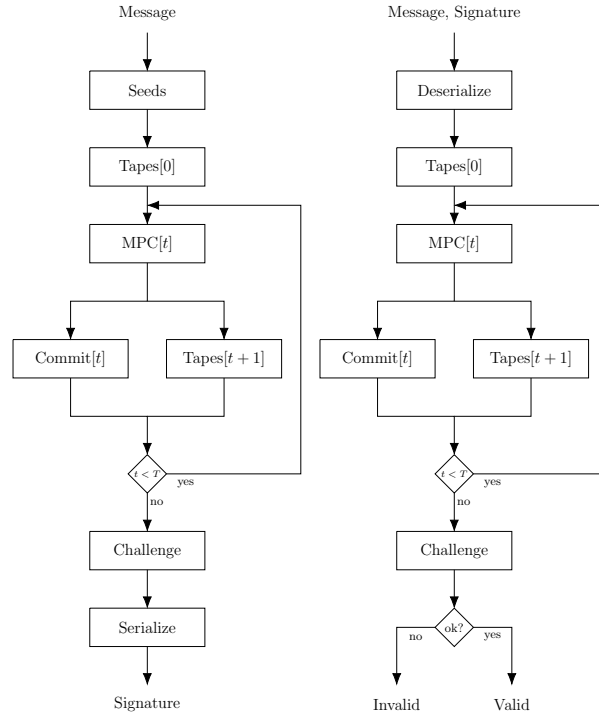 Message
Seeds
Tapes[0]
MPC[t]
Commit[t]
Tapes[t + 1]
t < T
yes
no
Challenge
Serialize
Signature
Message, Signature
Deserialize
Tapes[0]
MPC[t]
Commit[t]
Tapes[t + 1]
t < T
yes
no
Challenge
ok?
no
yes
Invalid
Valid